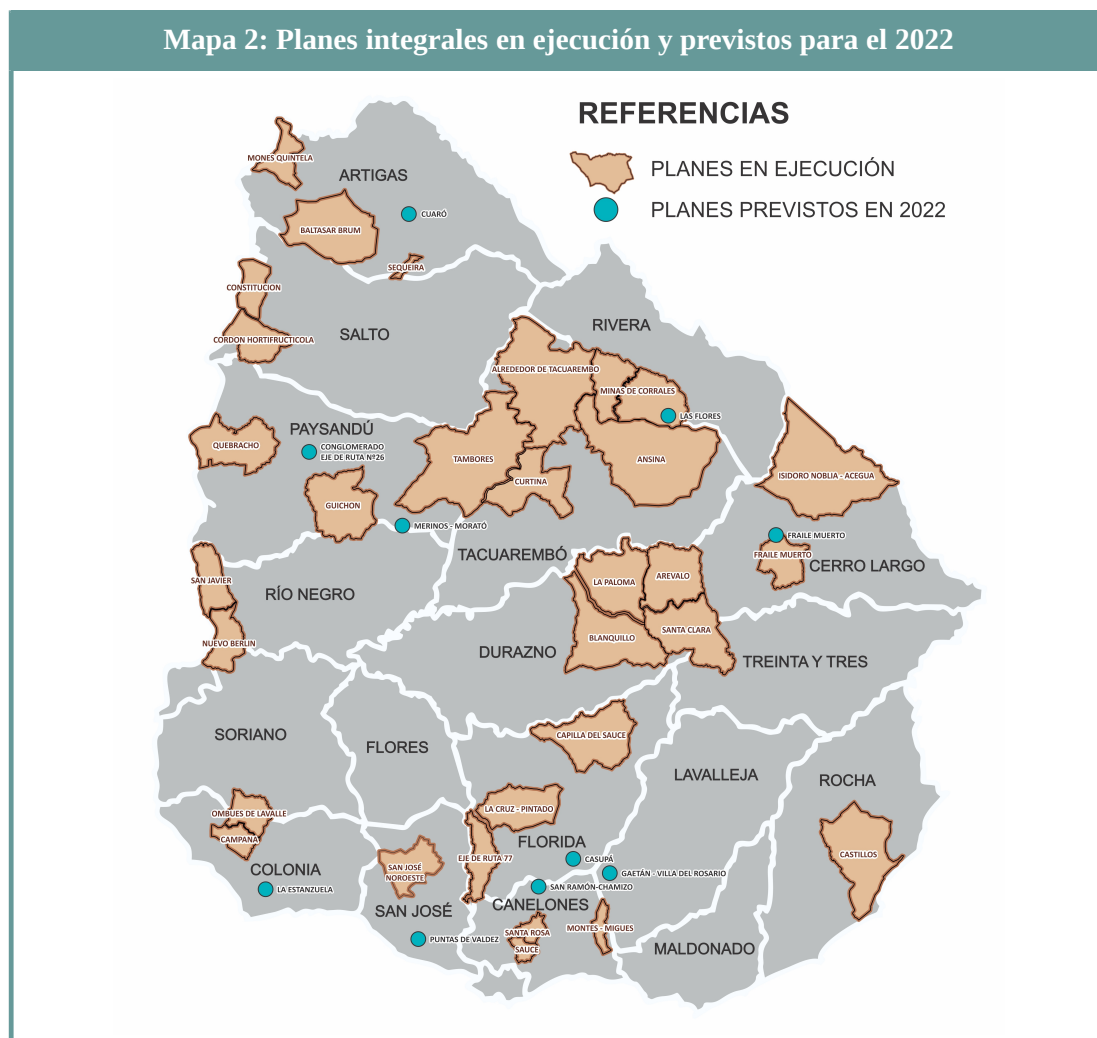 Mapa 2: Planes integrales en ejecución y previstos para el 2022
REFERENCIAS
PLANES EN EJECUCIÓN
PLANES PREVISTOS EN 2022
MONES QUINTELA
ARTIGAS
CUARÓ
BALTASAR BRUM
SEQUEIRA
CONSTITUCION
CORDON HORTIFRUCTICOLA
SALTO
RIVERA
ALREDEDOR DE TACUAREMBO
MINAS DE CORRALES
LAS FLORES
PAYSANDÚ
QUEBRACHO
CONGLOMERADO
EJE DE RUTA Nº26
TAMBORES
ANSINA
CURTINA
ISIDORO NOBLIA - ACEGUA
GUICHON
MERINOS - MORATÓ
FRAILE MUERTO
FRAILE MUERTO
TACUAREMBÓ
CERRO LARGO
SAN JAVIER
LA PALOMA
AREVALO
RÍO NEGRO
NUEVO BERLIN
BLANQUILLO
SANTA CLARA
DURAZNO
TREINTA Y TRES
SORIANO
FLORES
CAPILLA DEL SAUCE
LAVALLEJA
ROCHA
OMBUES DE LAVALLE
LA CRUZ - PINTADO
CAMPANA
FLORIDA
CASTILLOS
EJE DE RUTA 77
CASUPÁ
COLONIA
SAN JOSÉ
NOROESTE
GAETÁN - VILLA DEL ROSARIO
LA ESTANZUELA
SAN RAMÓN-CHAMIZO
CANELONES
SAN JOSÉ
MONTES - MIGUES
SANTA ROSA
PUNTAS DE VALDEZ
SAUCE
MALDONADO